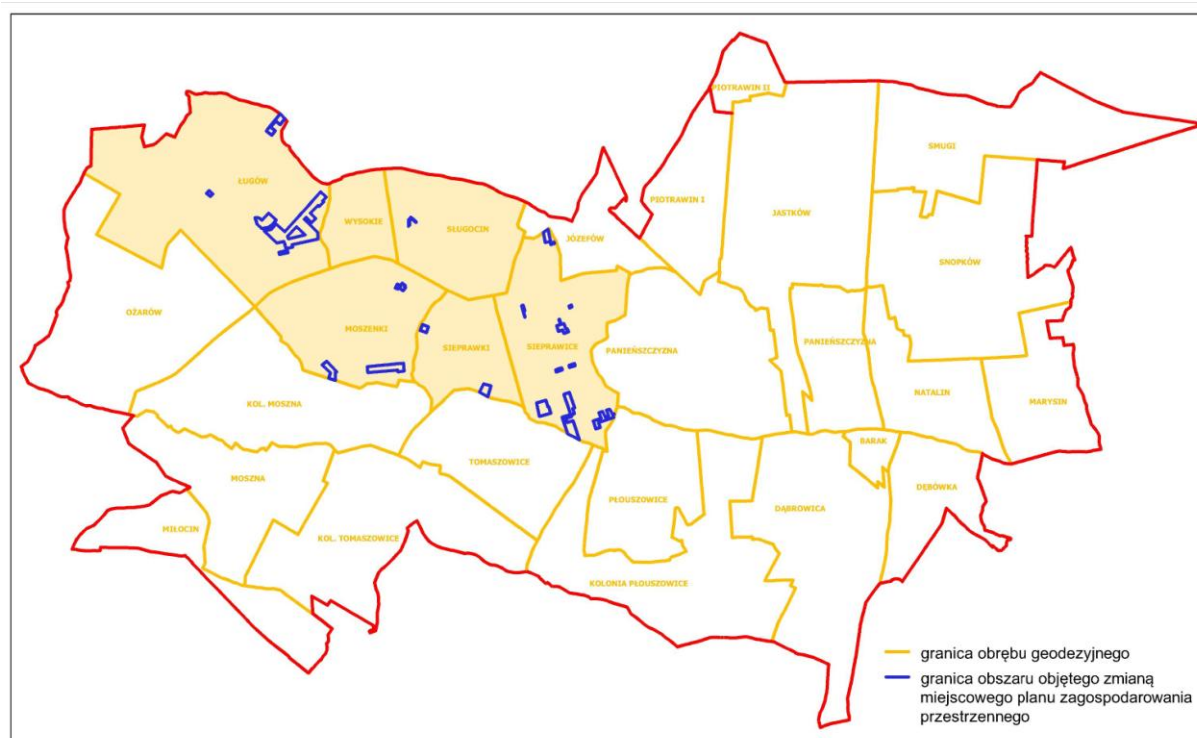 PIOTRAWIN II
SMUGI
ŁUGÓW
PIOTRAWIN I
JASTKÓW
WYSOKIE
SŁUGOCIN
JÓZEFÓW
SNOPKÓW
OŻARÓW
MOSZENKI
SIEPRAWKI
SIEPRAWICE
PANIEŃSZCZYZNA
PANIEŃSZCZYZNA
KOL. MOSZNA
NATALIN
MARYSIN
BARAK
TOMASZOWICE
MOSZNA
PŁOUSZOWICE
DĄBROWICA
DĘBÓWKA
MIŁOCIN
KOL. TOMASZOWICE
KOLONIA PŁOUSZOWICE
granica obrębu geodezyjnego
granica obszaru objętego zmianą
miejscowego planu zagospodarowania
przestrzennego